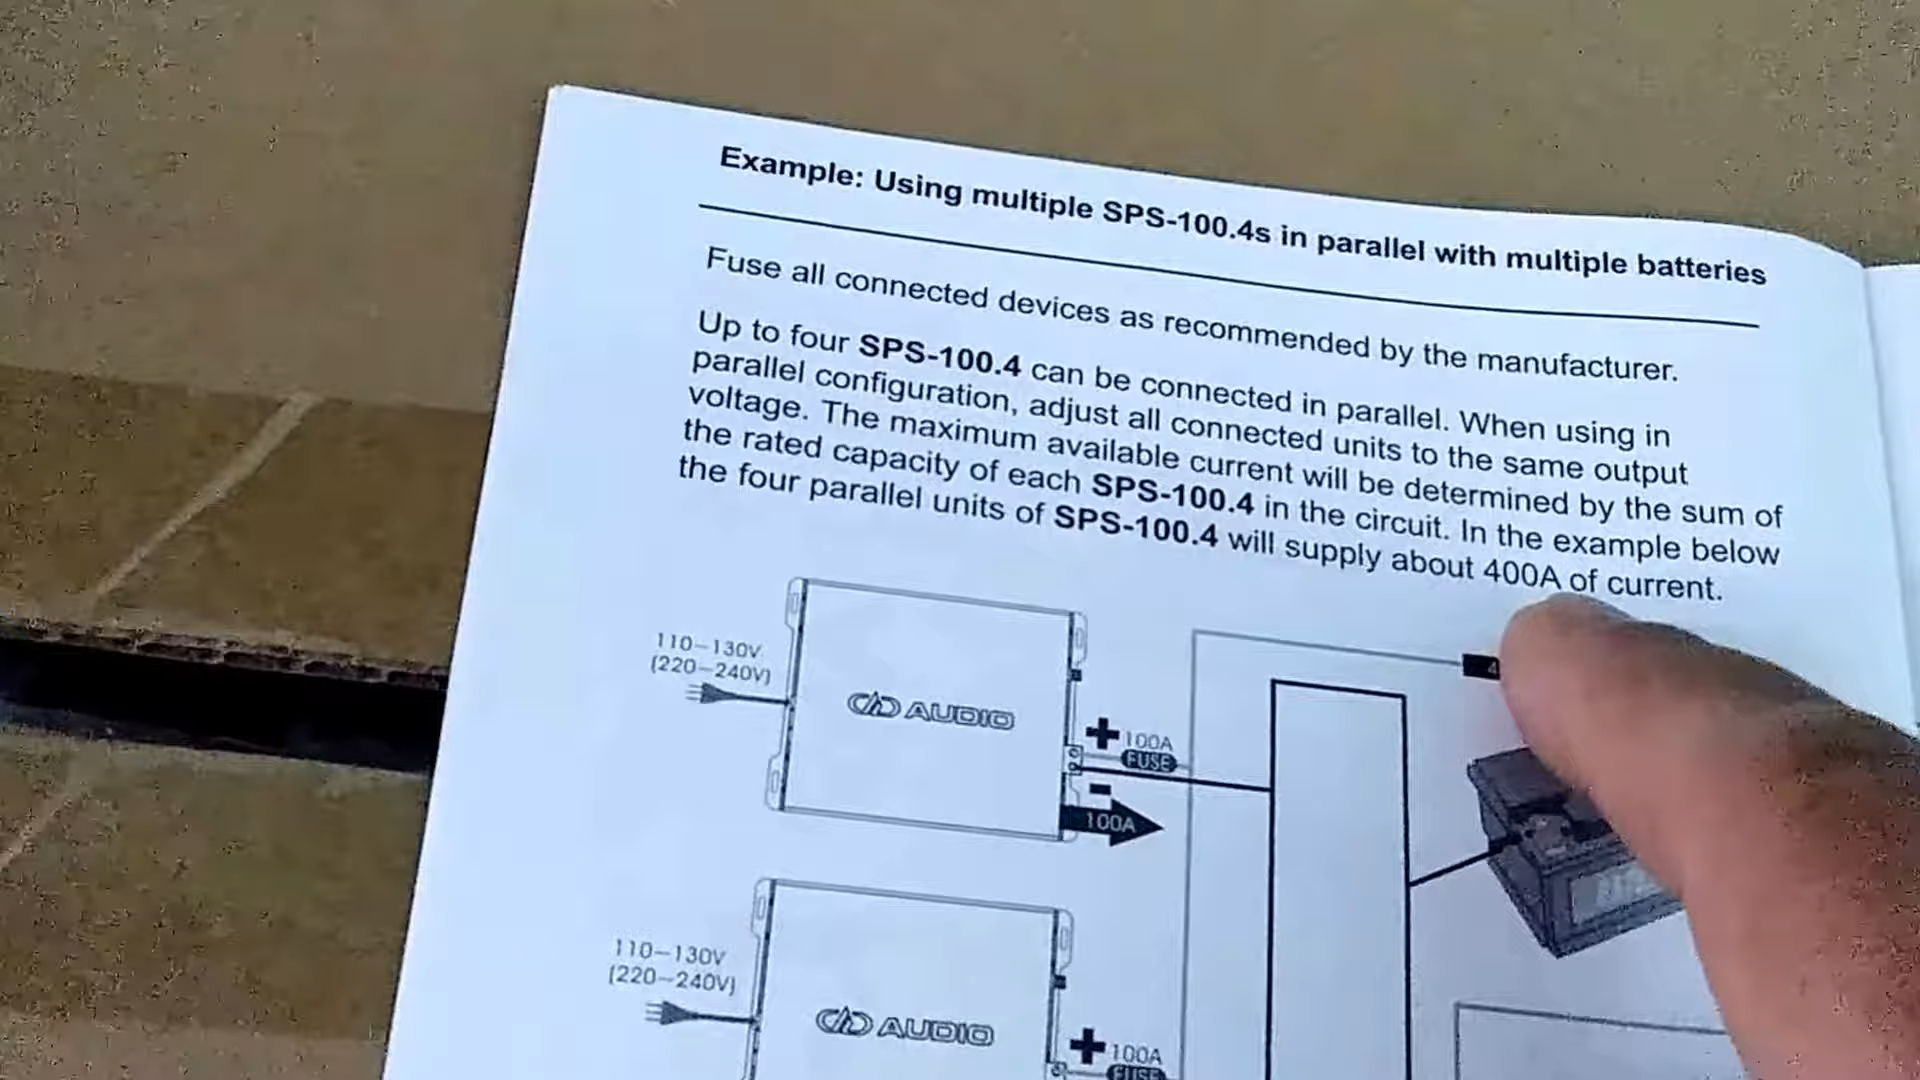 Example: Using multiple SPS-100.4s in parallel with multiple batteries
Fuse all connected devices as recommended by the manufacturer.
Up to four SPS-100.4 can be connected in parallel. When using in
parallel configuration, adjust all connected units to the same output
voltage. The maximum available current will be determined by the sum of
the rated capacity of each SPS-100.4 in the circuit. In the example below
the four parallel units of SPS-100.4 will supply about 400A of current.
110-130V
(220-240V)
AUDIO
+ 100A
FUSE
-
100A
110-130V
(220-240V)
AUDIO
+ 100A
FUSE